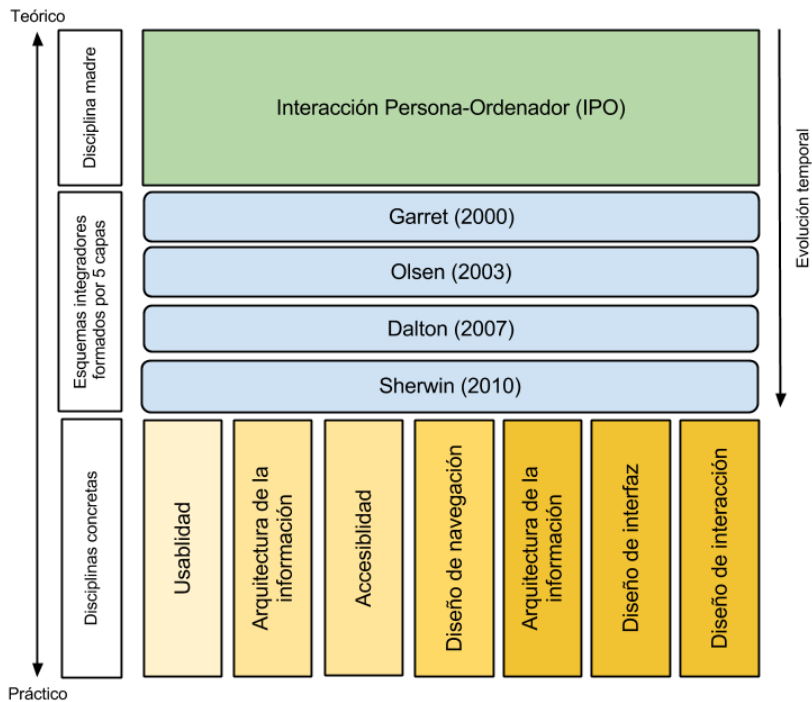 Teórico
Disciplina madre
Interacción Persona-Ordenador (IPO)
Evolución temporal
Esquemas integradores
formados por 5 capas
Garret (2000)
Olsen (2003)
Dalton (2007)
Sherwin (2010)
Disciplinas concretas
Usablidad
Arquitectura de la
información
Accesiblidad
Diseño de navegación
Arquitectura de la
información
Diseño de interfaz
Diseño de interacción
Práctico